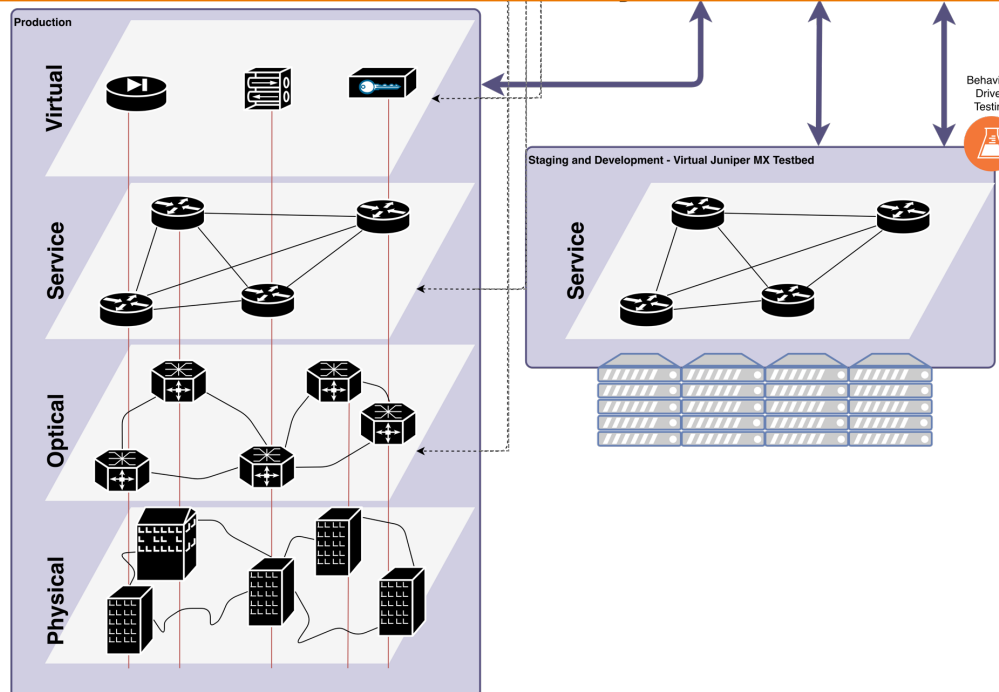 Production
Virtual
Service
Optical
Physical
Staging and Development - Virtual Juniper MX Testbed
Service